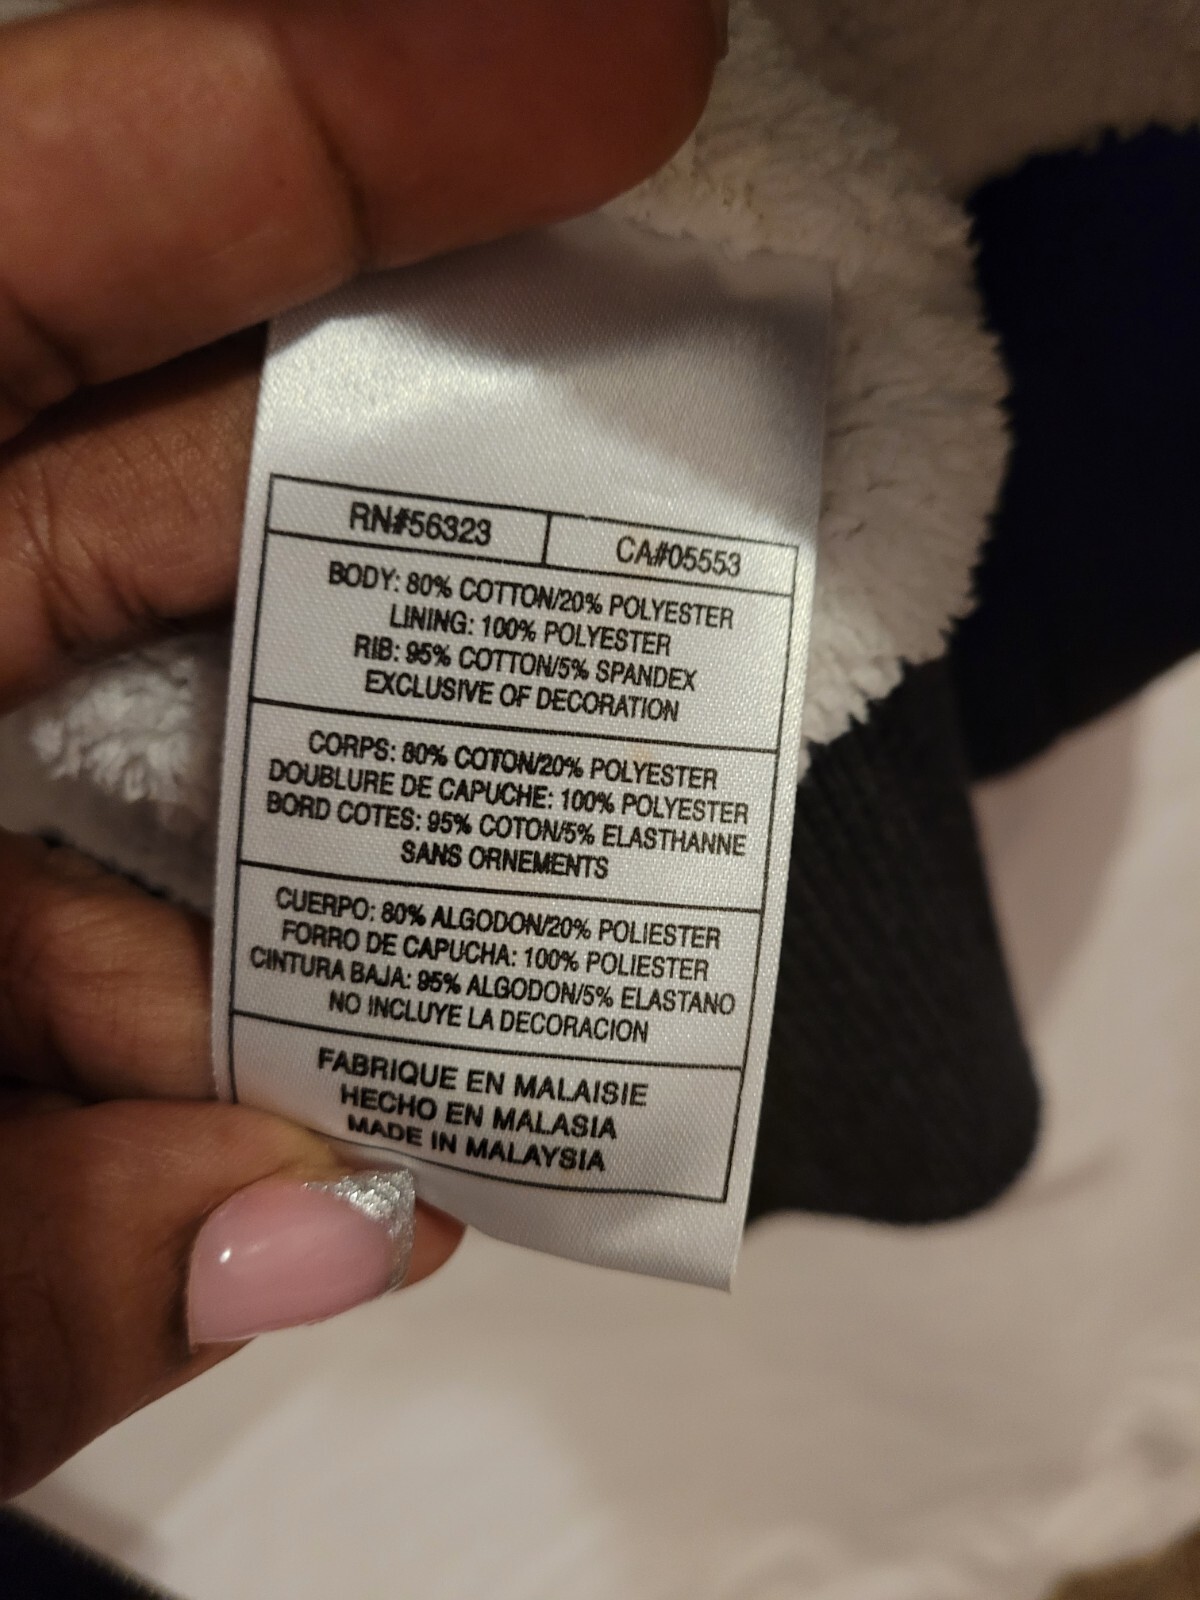 RN#56323 CA#05553
BODY: 80% COTTON/20% POLYESTER
LINING: 100% POLYESTER
RIB: 95% COTTON/5% SPANDEX
EXCLUSIVE OF DECORATION
CORPS: 80% COTON/20% POLYESTER
DOUBLURE DE CAPUCHE: 100% POLYESTER
BORD COTES: 95% COTON/5% ELASTHANNE
SANS ORNEMENTS
CUERPO: 80% ALGODON/20% POLIESTER
FORRO DE CAPUCHA: 100% POLIESTER
CINTURA BAJA: 95% ALGODON/5% ELASTANO
NO INCLUYE LA DECORACION
FABRIQUE EN MALAISIE
HECHO EN MALASIA
MADE IN MALAYSIA